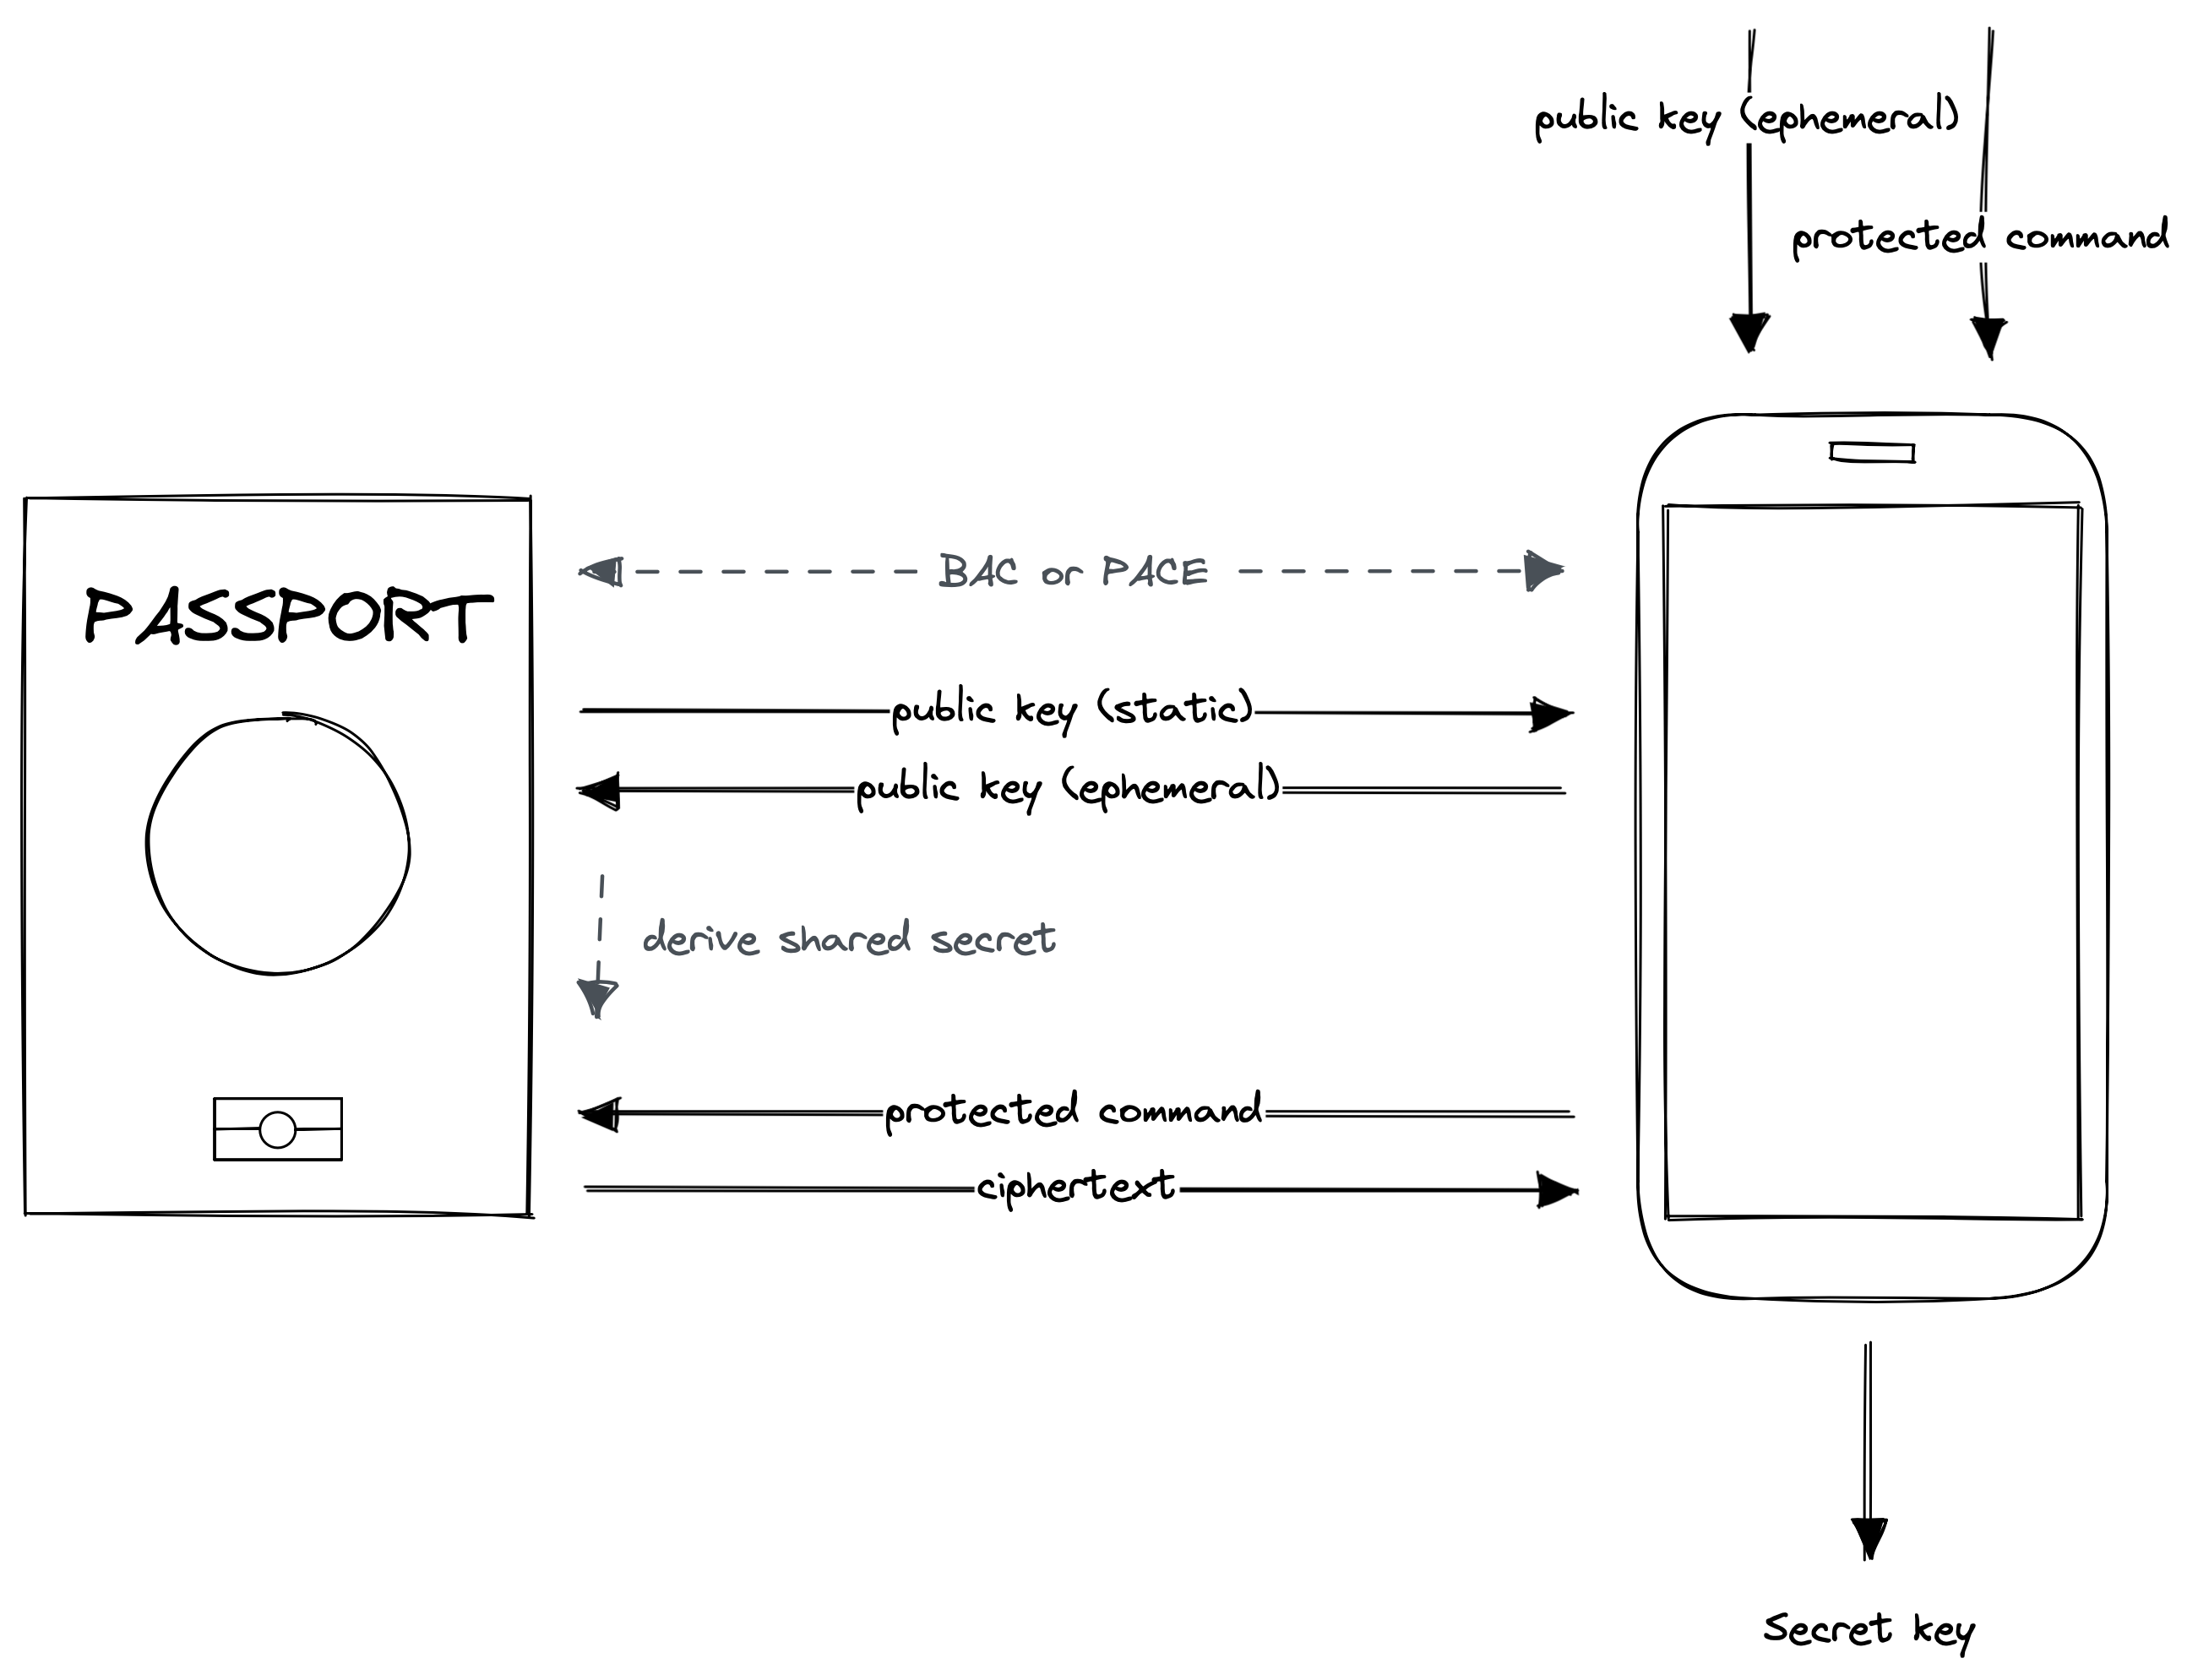 public key (ephemeral)
protected command
BAC or PACE
PASSPORT
public key (static)
public key (ephemeral)
derive shared secret
protected command
ciphertext
Secret key